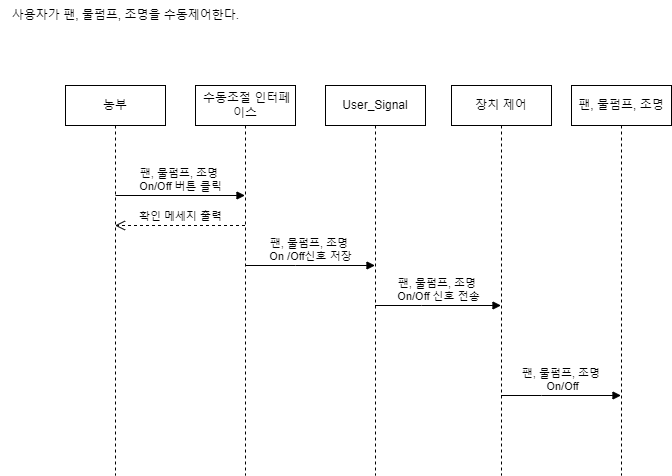 사용자가 팬, 물펌프, 조명을 수동제어한다.
농부
수동조절 인터페
이스
User_Signal
장치 제어
팬, 물펌프, 조명
팬, 물펌프, 조명
On/Off 버튼 클릭
확인 메세지 출력
팬, 물펌프, 조명
On /Off신호 저장
팬, 물펌프, 조명
On/Off 신호 전송
팬, 물펌프, 조명
On/Off